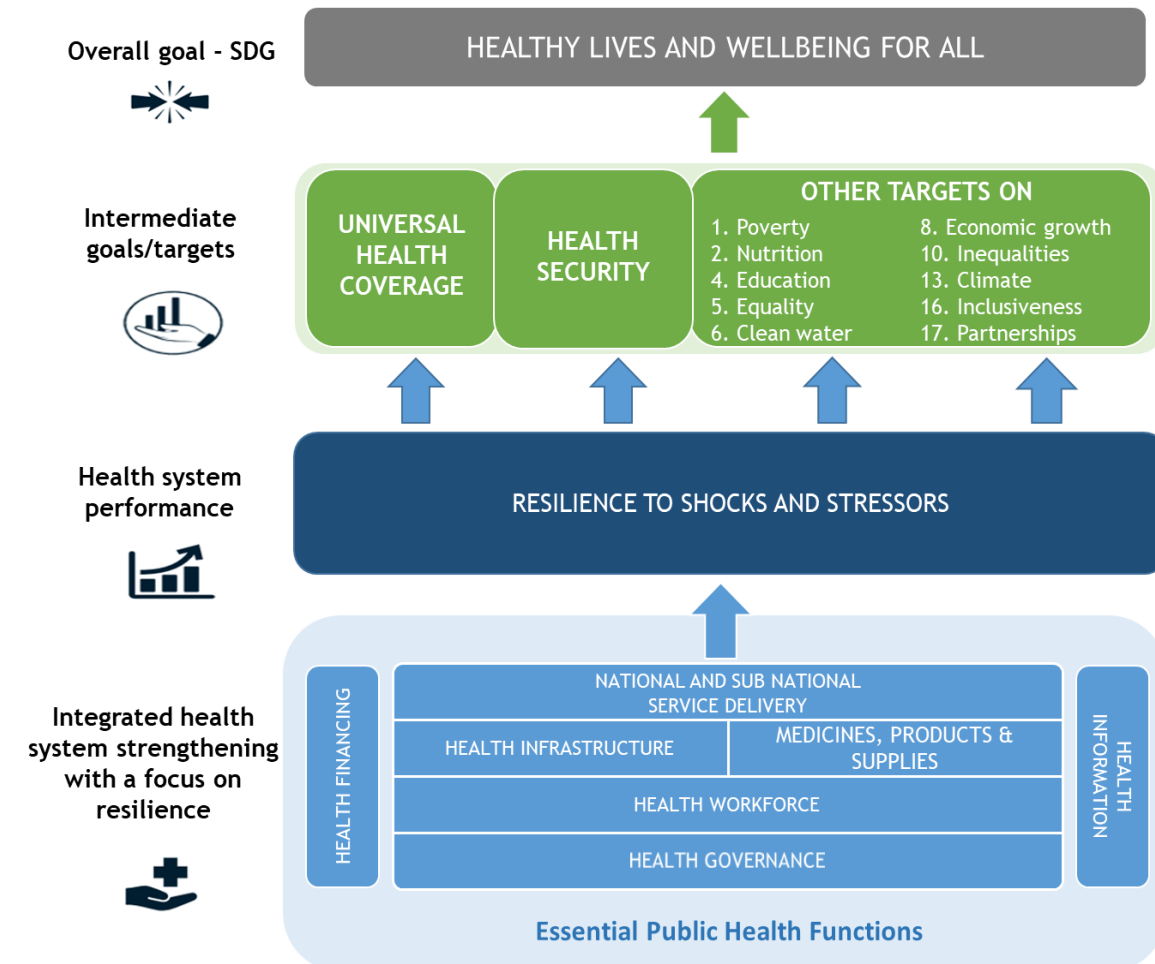 Overall goal - SDG
HEALTHY LIVES AND WELLBEING FOR ALL
Intermediate
goals/targets
UNIVERSAL
HEALTH
COVERAGE
HEALTH
SECURITY
OTHER TARGETS ON
1. Poverty
2. Nutrition
4. Education
5. Equality
6. Clean water
8. Economic growth
10. Inequalities
13. Climate
16. Inclusiveness
17. Partnerships
Health system
performance
RESILIENCE TO SHOCKS AND STRESSORS
Integrated health
system strengthening
with a focus on
resilience
HEALTH FINANCING
NATIONAL AND SUB NATIONAL
SERVICE DELIVERY
HEALTH INFRASTRUCTURE
MEDICINES, PRODUCTS &
SUPPLIES
HEALTH WORKFORCE
HEALTH GOVERNANCE
HEALTH
INFORMATION
Essential Public Health Functions